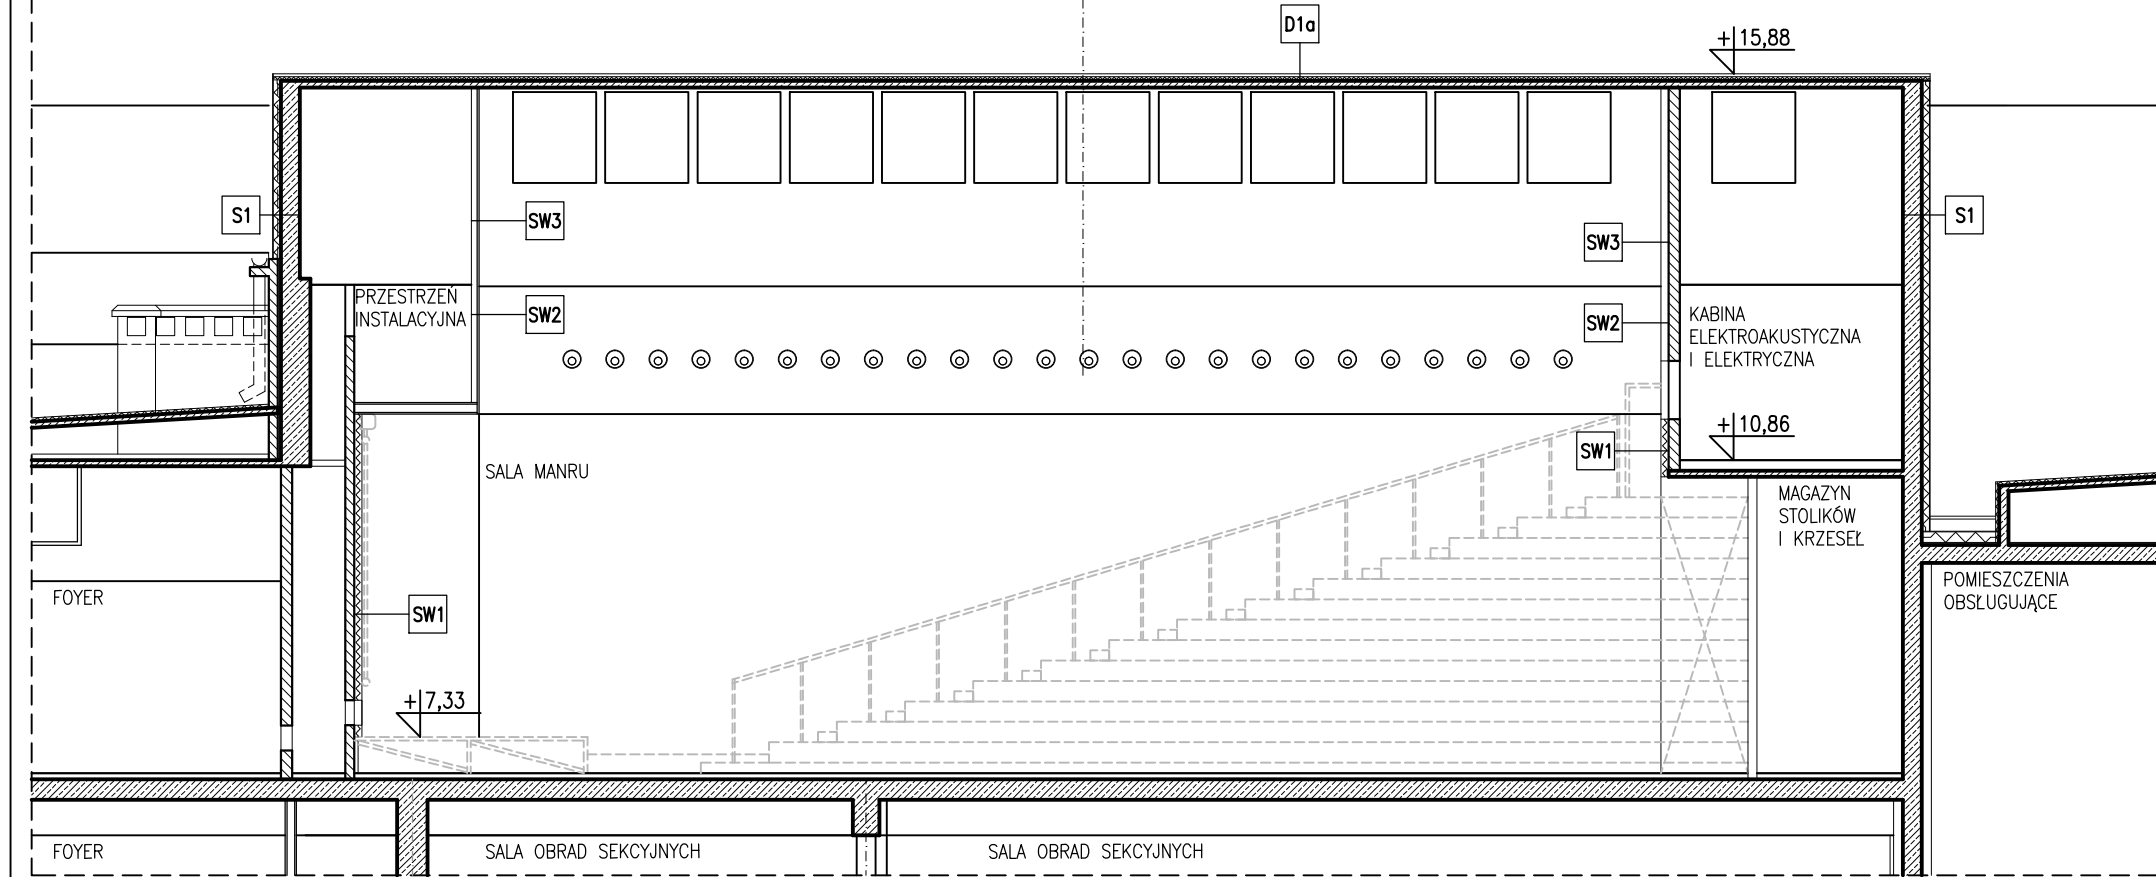 D1a
+15,88
S1
SW3
SW3
S1
PRZESTRZEŃ
INSTALACYJNA
SW2
SW2
KABINA
ELEKTROAKUSTYCZNA
I ELEKTRYCZNA
+10,86
SW1
SALA MANRU
MAGAZYN
STOLIKÓW
I KRZESEŁ
FOYER
SW1
POMIESZCZENIA
OBSŁUGUJĄCE
+7,33
FOYER
SALA OBRAD SEKCYJNYCH
SALA OBRAD SEKCYJNYCH